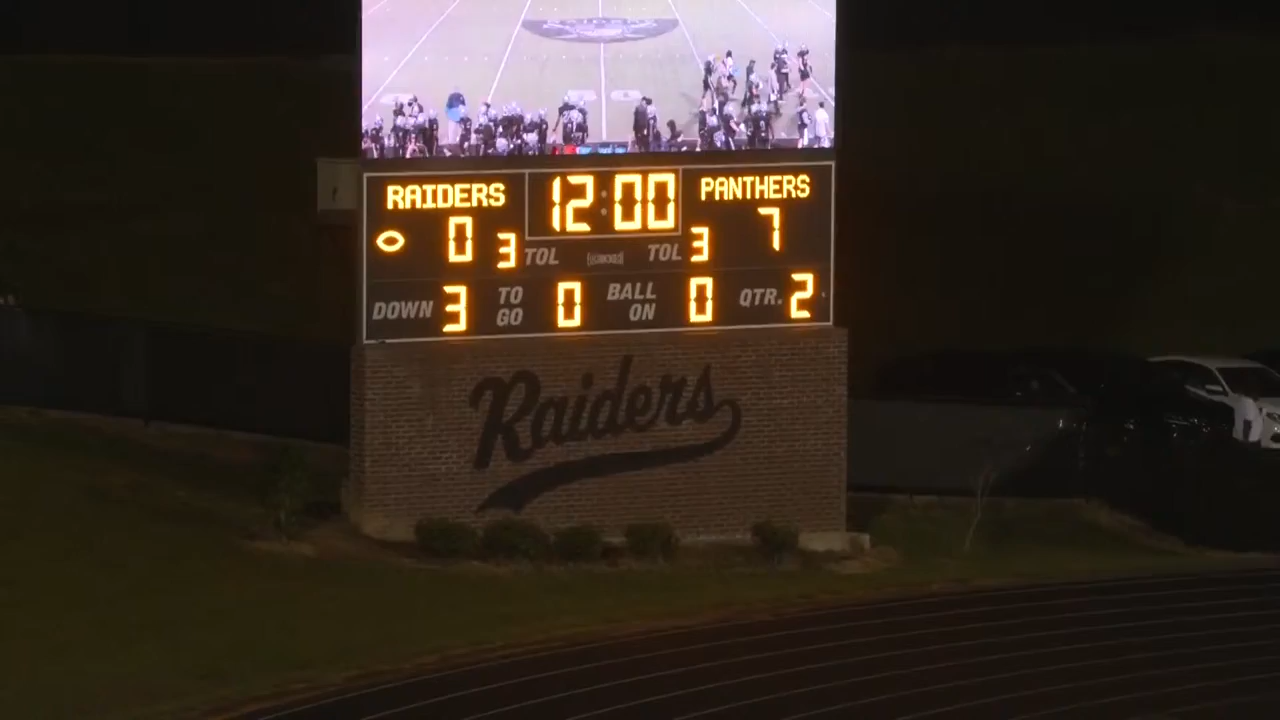 RAIDERS
RAIDERS 12:00 PANTHERS
0 3 TOL TOL 3 7
DOWN 3 TO GO 0 BALL ON 0 QTR. 2
Raiders